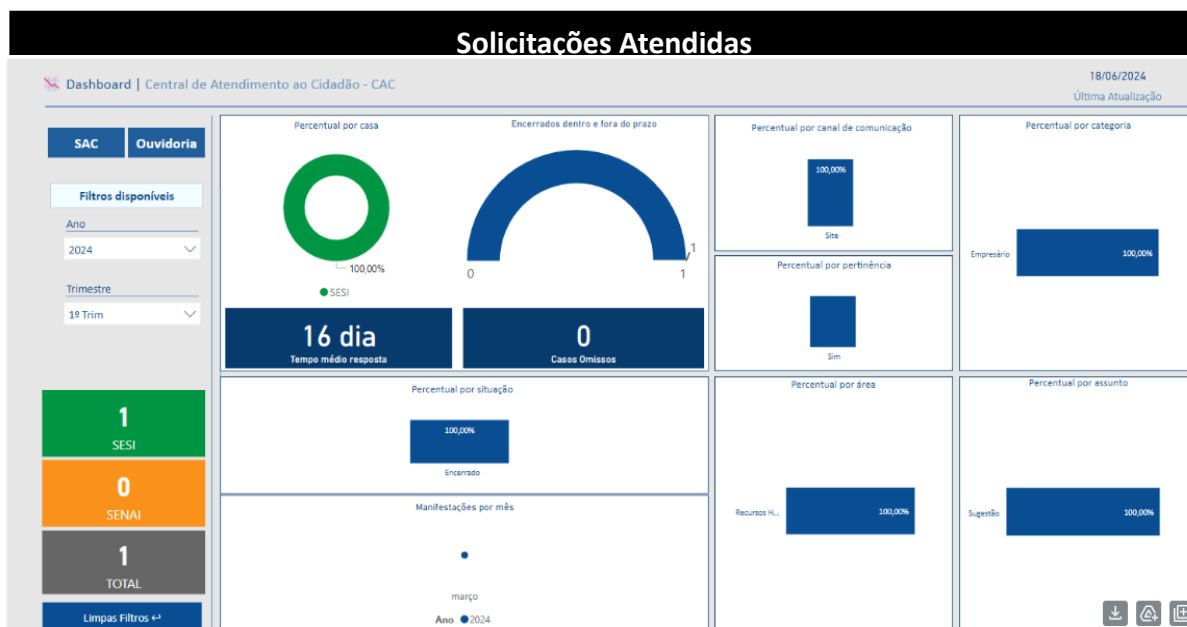 Solicitações Atendidas
Dashboard | Central de Atendimento ao Cidadão - CAC
18/06/2024
Última Atualização
SAC
Ouvidoria
Filtros disponíveis
Ano
2024
Trimestre
1º Trim
1
SESI
0
SENAI
1
TOTAL
Limpas Filtros
Percentual por casa
100,00%
SESI
Encerrados dentro e fora do prazo
1
0
1
16 dia
Tempo médio resposta
0
Casos Omissos
Percentual por situação
100,00%
Encerrado
Manifestações por mês
março
Ano 2024
Percentual por canal de comunicação
100,00%
Site
Percentual por pertinência
Sim
Percentual por categoria
Empresário
100,00%
Percentual por área
Recursos H...
100,00%
Percentual por assunto
Sugestão
100,00%